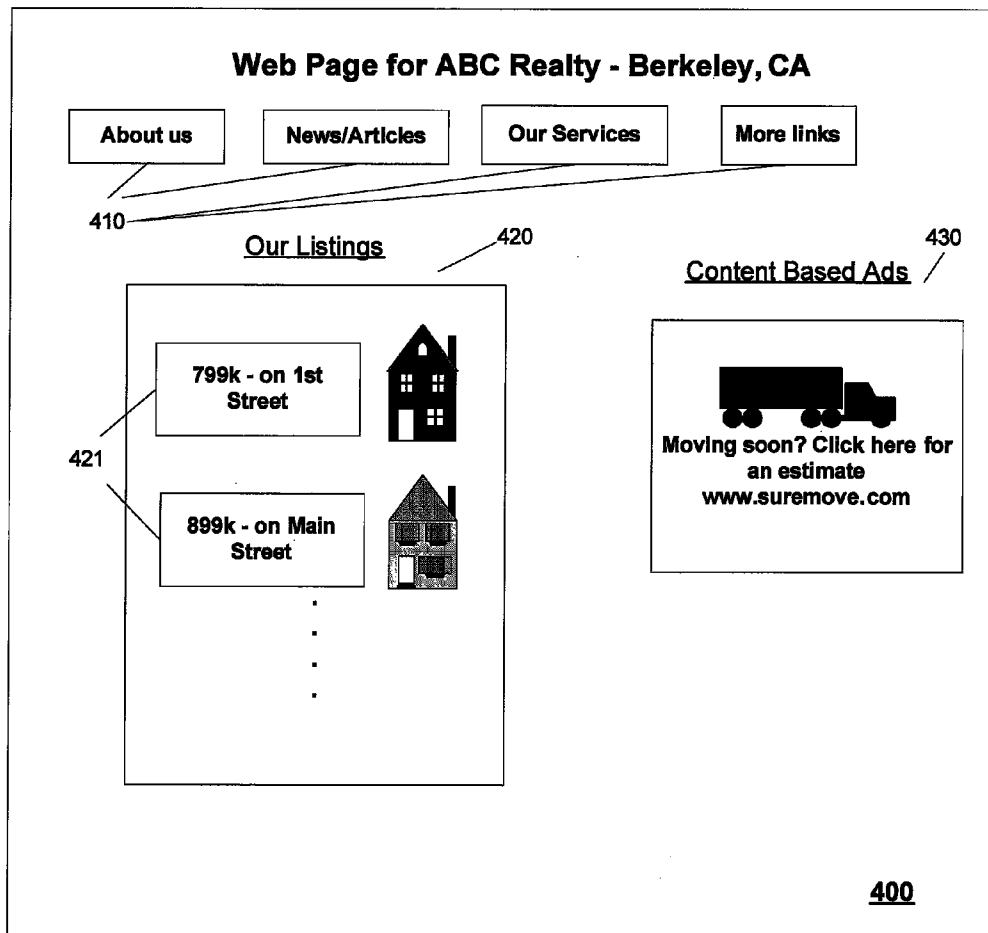 Web Page for ABC Realty - Berkeley, CA
About us
News/Articles
Our Services
More links
410
Our Listings
420
430
Content Based Ads
799k - on 1st
Street
421
899k - on Main
Street
Moving soon? Click here for
an estimate
www.suremove.com
400